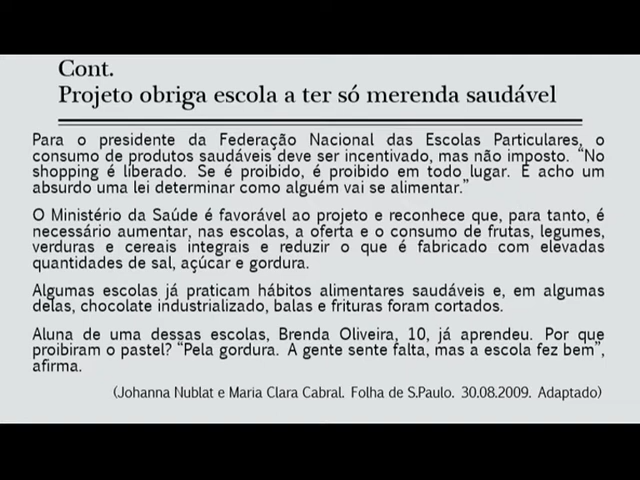 Cont.
Projeto obriga escola a ter só merenda saudável
Para o presidente da Federação Nacional das Escolas Particulares, o
consumo de produtos saudáveis deve ser incentivado, mas não imposto. “No
shopping é liberado. Se é proibido, é proibido em todo lugar. E acho um
absurdo uma lei determinar como alguém vai se alimentar.”
O Ministério da Saúde é favorável ao projeto e reconhece que, para tanto, é
necessário aumentar, nas escolas, a oferta e o consumo de frutas, legumes,
verduras e cereais integrais e reduzir o que é fabricado com elevadas
quantidades de sal, açúcar e gordura.
Algumas escolas já praticam hábitos alimentares saudáveis e, em algumas
delas, chocolate industrializado, balas e frituras foram cortados.
Aluna de uma dessas escolas, Brenda Oliveira, 10, já aprendeu. Por que
proibiram o pastel? “Pela gordura. A gente sente falta, mas a escola fez bem”,
afirma.
(Johanna Nublat e Maria Clara Cabral. Folha de S.Paulo. 30.08.2009. Adaptado)